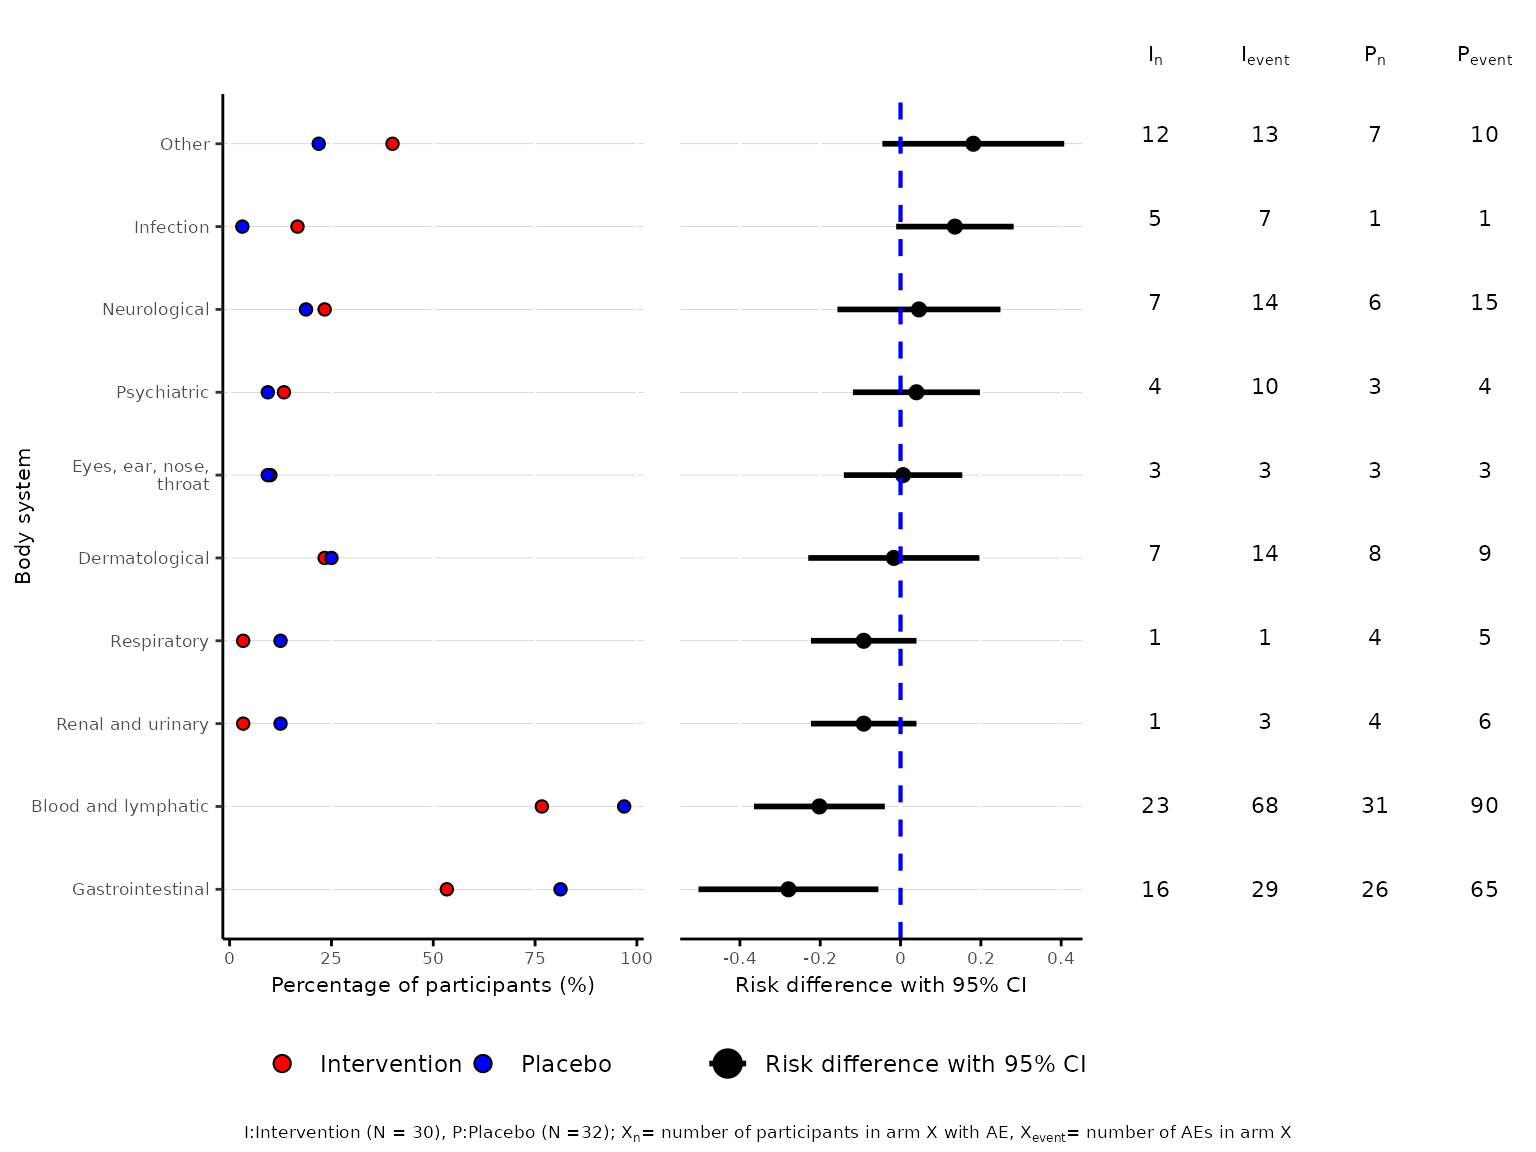 In Ievent Pn Pevent
Other 12 13 7 10
Infection 5 7 1 1
Neurological 7 14 6 15
Psychiatric 4 10 3 4
Eyes, ear, nose,
throat 3 3 3 3
Dermatological 7 14 8 9
Respiratory 1 1 4 5
Renal and urinary 1 3 4 6
Blood and lymphatic 23 68 31 90
Gastrointestinal 16 29 26 65
Body system
0 25 50 75 100 -0.4 -0.2 0 0.2 0.4
Percentage of participants (%) Risk difference with 95% CI
Intervention Placebo Risk difference with 95% CI
I:Intervention (N = 30), P:Placebo (N =32); Xn= number of participants in arm X with AE, Xevent= number of AEs in arm X